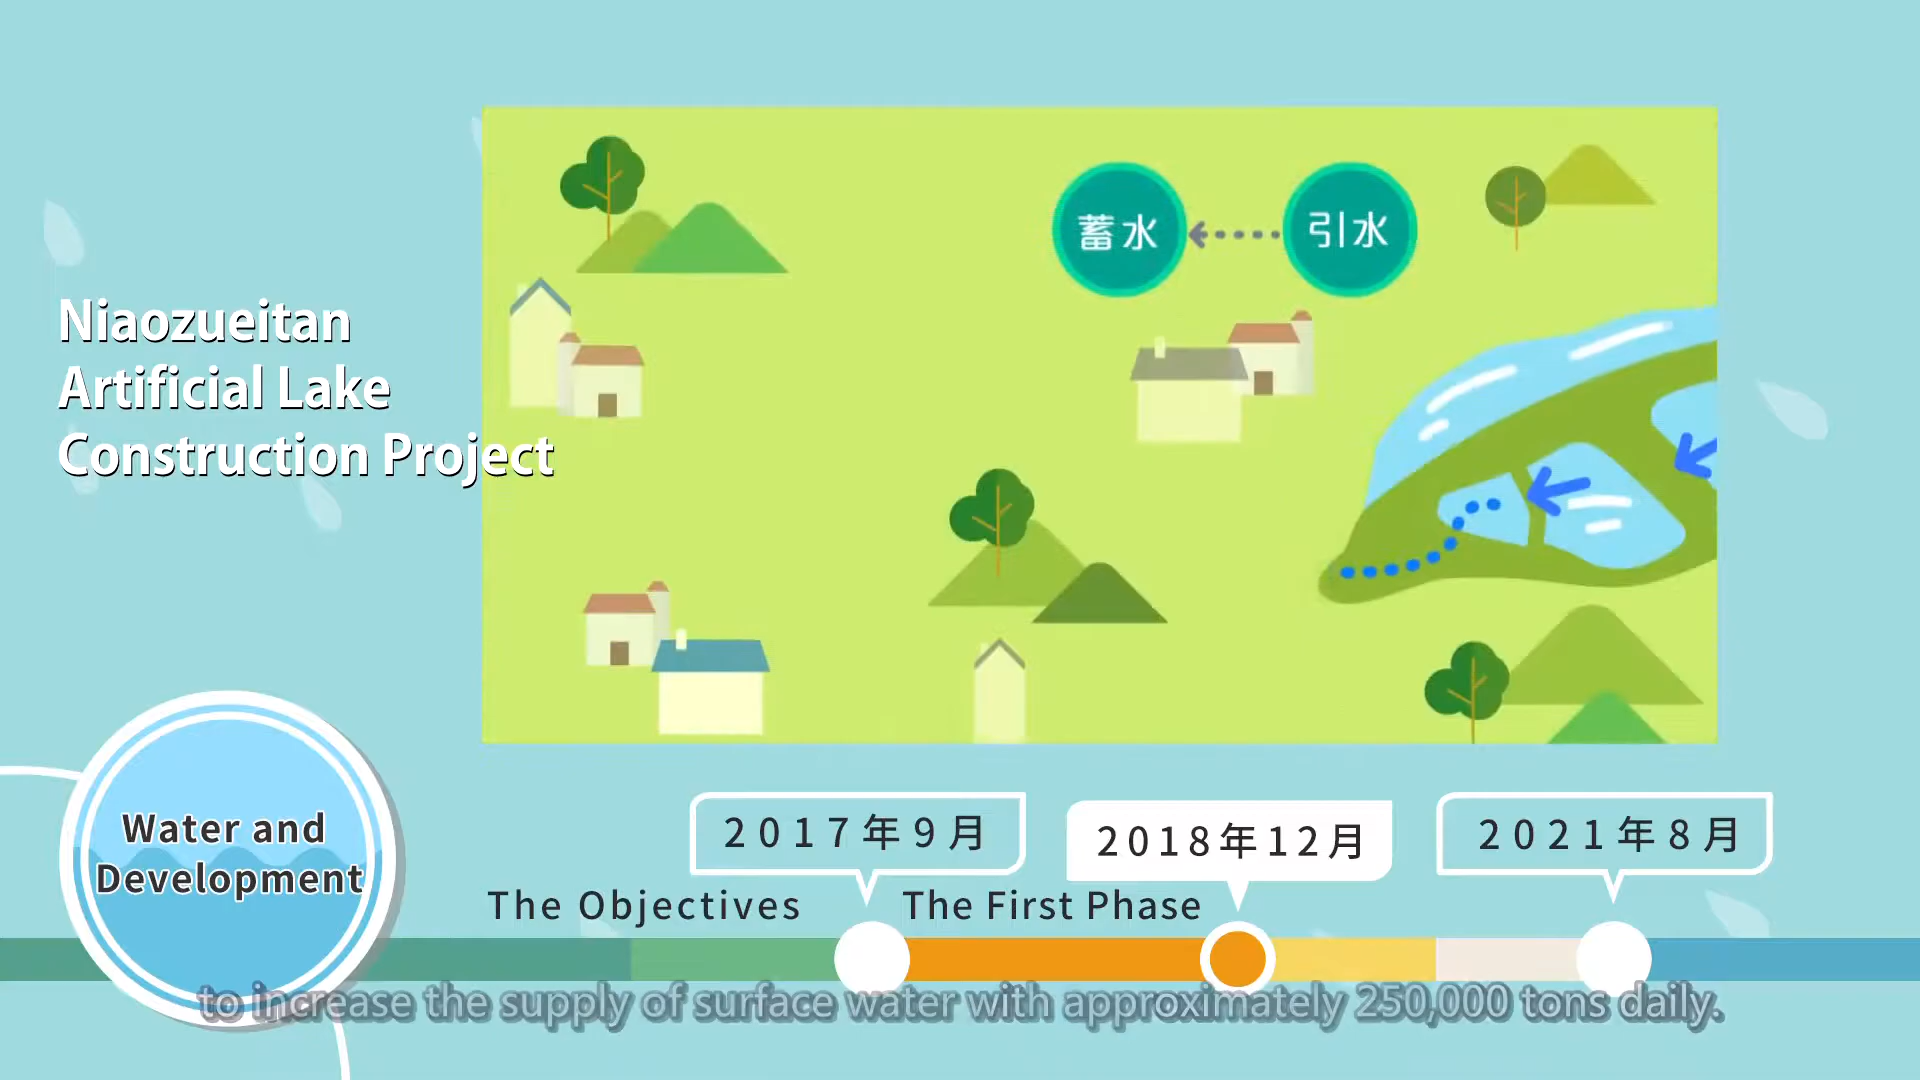 蓄水
引水
Niaozueitan
Artificial Lake
Construction Project
Water and
Development
2017年9月
2018年12月
2021年8月
The Objectives
The First Phase
to increase the supply of surface water with approximately 250,000 tons daily.